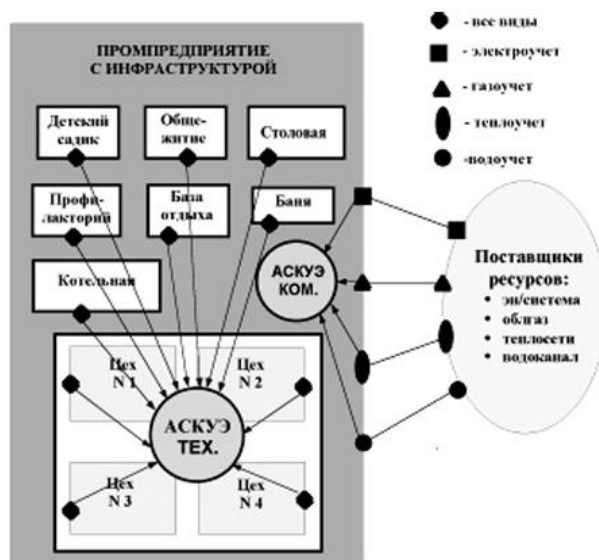 ПРОМПРЕДПРИЯТИЕ
С ИНФРАСТРУКТУРОЙ
Детский
садик
Обще-
житие
Столовая
Профи-
лакторий
База
отдыха
Баня
Котельная
АСКУЭ
КОМ.
Цех
N 1
Цех
N 2
АСКУЭ
ТЕХ.
Цех
N 3
Цех
N 4
- все виды
- электроучет
- газоучет
- теплоучет
-водоучет
Поставщики
ресурсов:
• эн/система
• облгаз
• теплосети
• водоканал